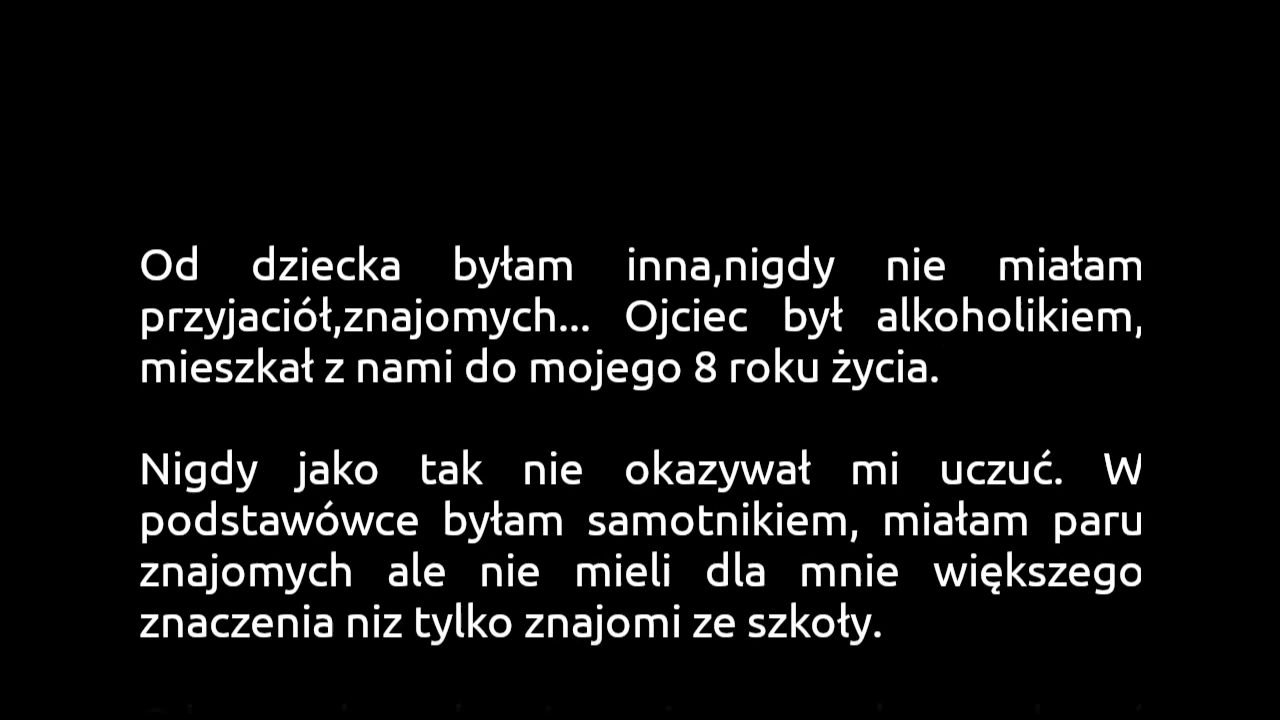 Od dziecka byłam inna,nigdy nie miałam
przyjaciół,znajomych... Ojciec był alkoholikiem,
mieszkał z nami do mojego 8 roku życia.
Nigdy jako tak nie okazywał mi uczuć. W
podstawówce byłam samotnikiem, miałam paru
znajomych ale nie mieli dla mnie większego
znaczenia niz tylko znajomi ze szkoły.